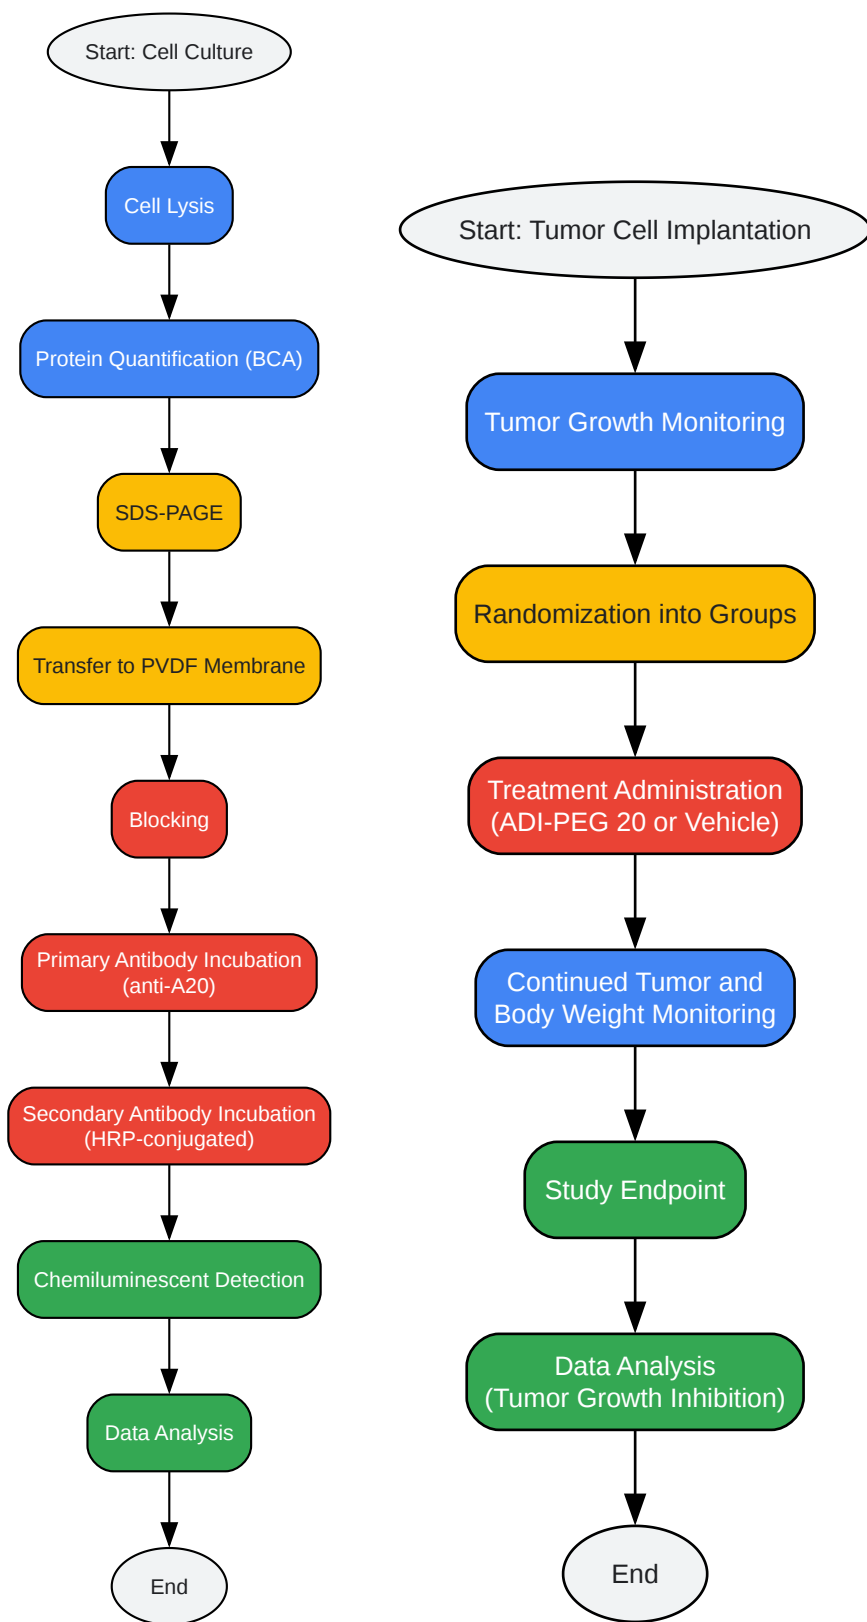 Start: Cell Culture
Cell Lysis
Protein Quantification (BCA)
SDS-PAGE
Transfer to PVDF Membrane
Blocking
Primary Antibody Incubation
(anti-A20)
Secondary Antibody Incubation
(HRP-conjugated)
Chemiluminescent Detection
Data Analysis
End
Start: Tumor Cell Implantation
Tumor Growth Monitoring
Randomization into Groups
Treatment Administration
(ADI-PEG 20 or Vehicle)
Continued Tumor and
Body Weight Monitoring
Study Endpoint
Data Analysis
(Tumor Growth Inhibition)
End